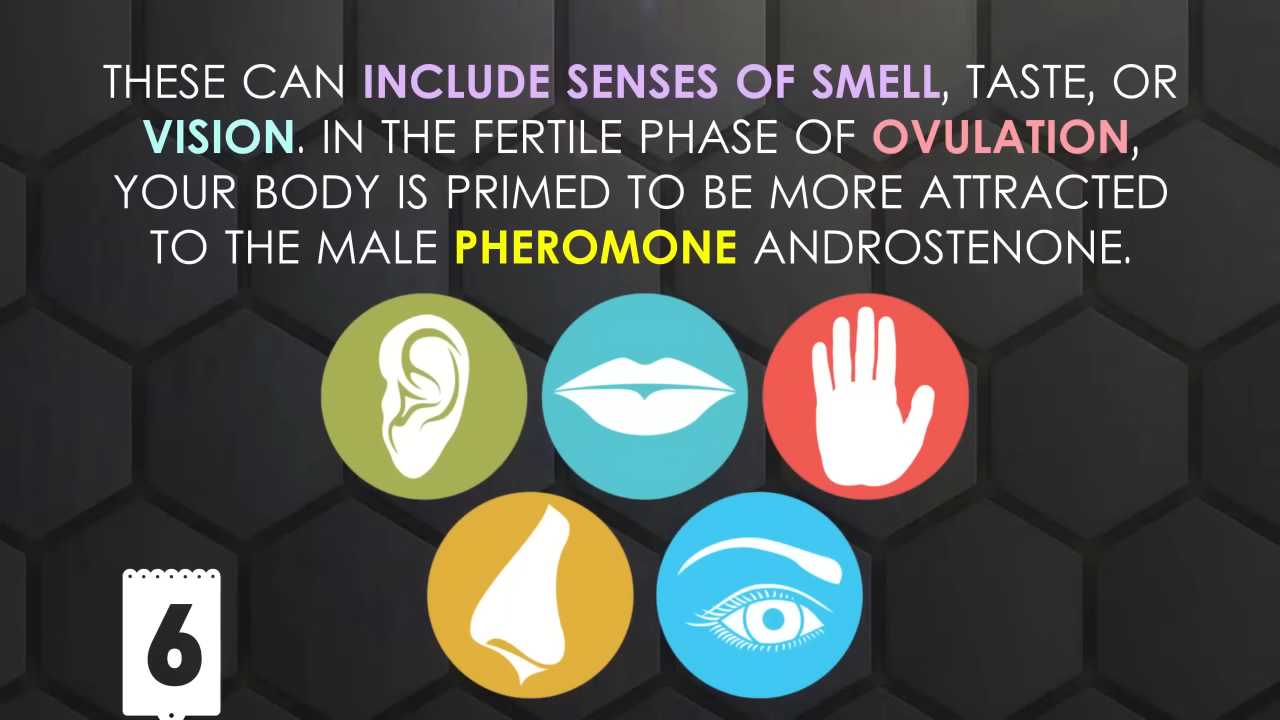 THESE CAN INCLUDE SENSES OF SMELL, TASTE, OR
VISION. IN THE FERTILE PHASE OF OVULATION,
YOUR BODY IS PRIMED TO BE MORE ATTRACTED
TO THE MALE PHEROMONE ANDROSTENONE.
6